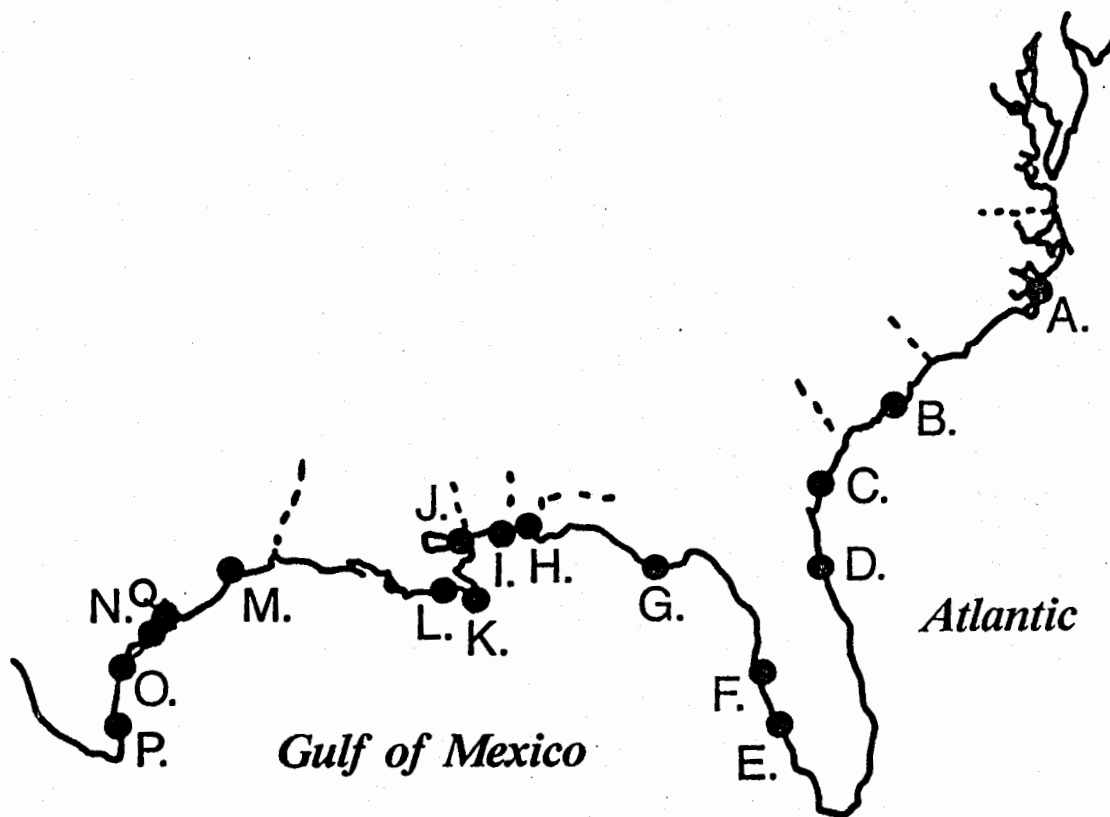 A.
B.
C.
J.
I.
H.
D.
G.
N.
Q
M.
L.
K.
Atlantic
O.
F.
P.
Gulf of Mexico
E.